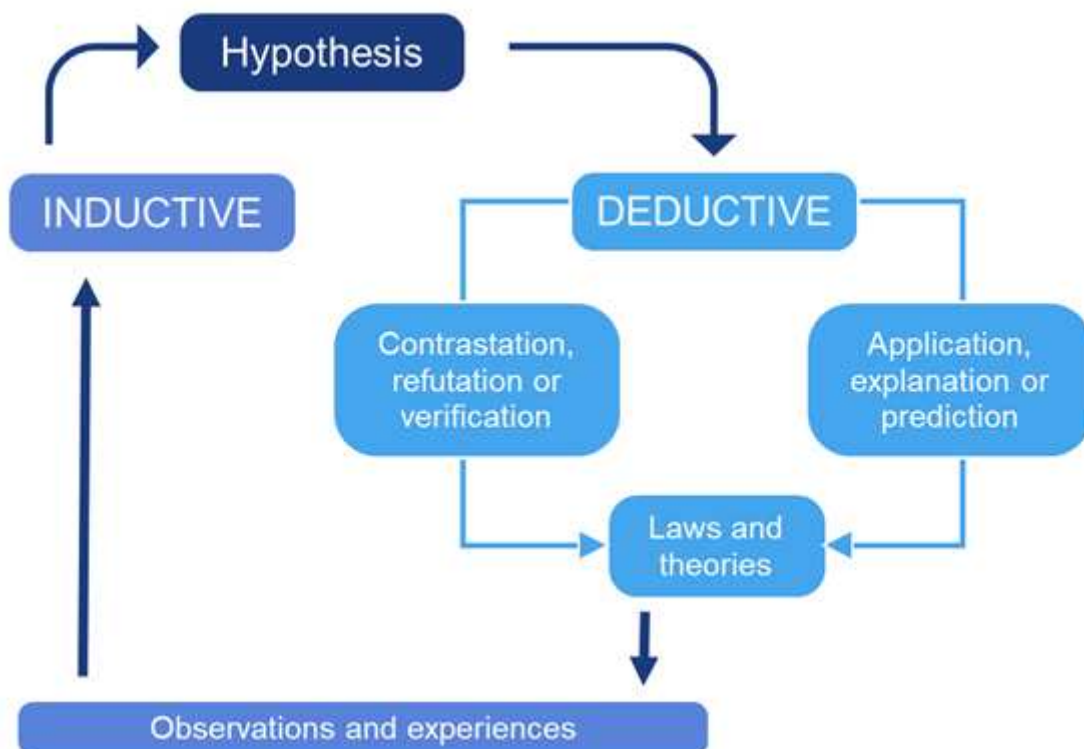 Hypothesis
INDUCTIVE
DEDUCTIVE
Contrastation,
refutation or
verification
Application,
explanation or
prediction
Laws and
theories
Observations and experiences